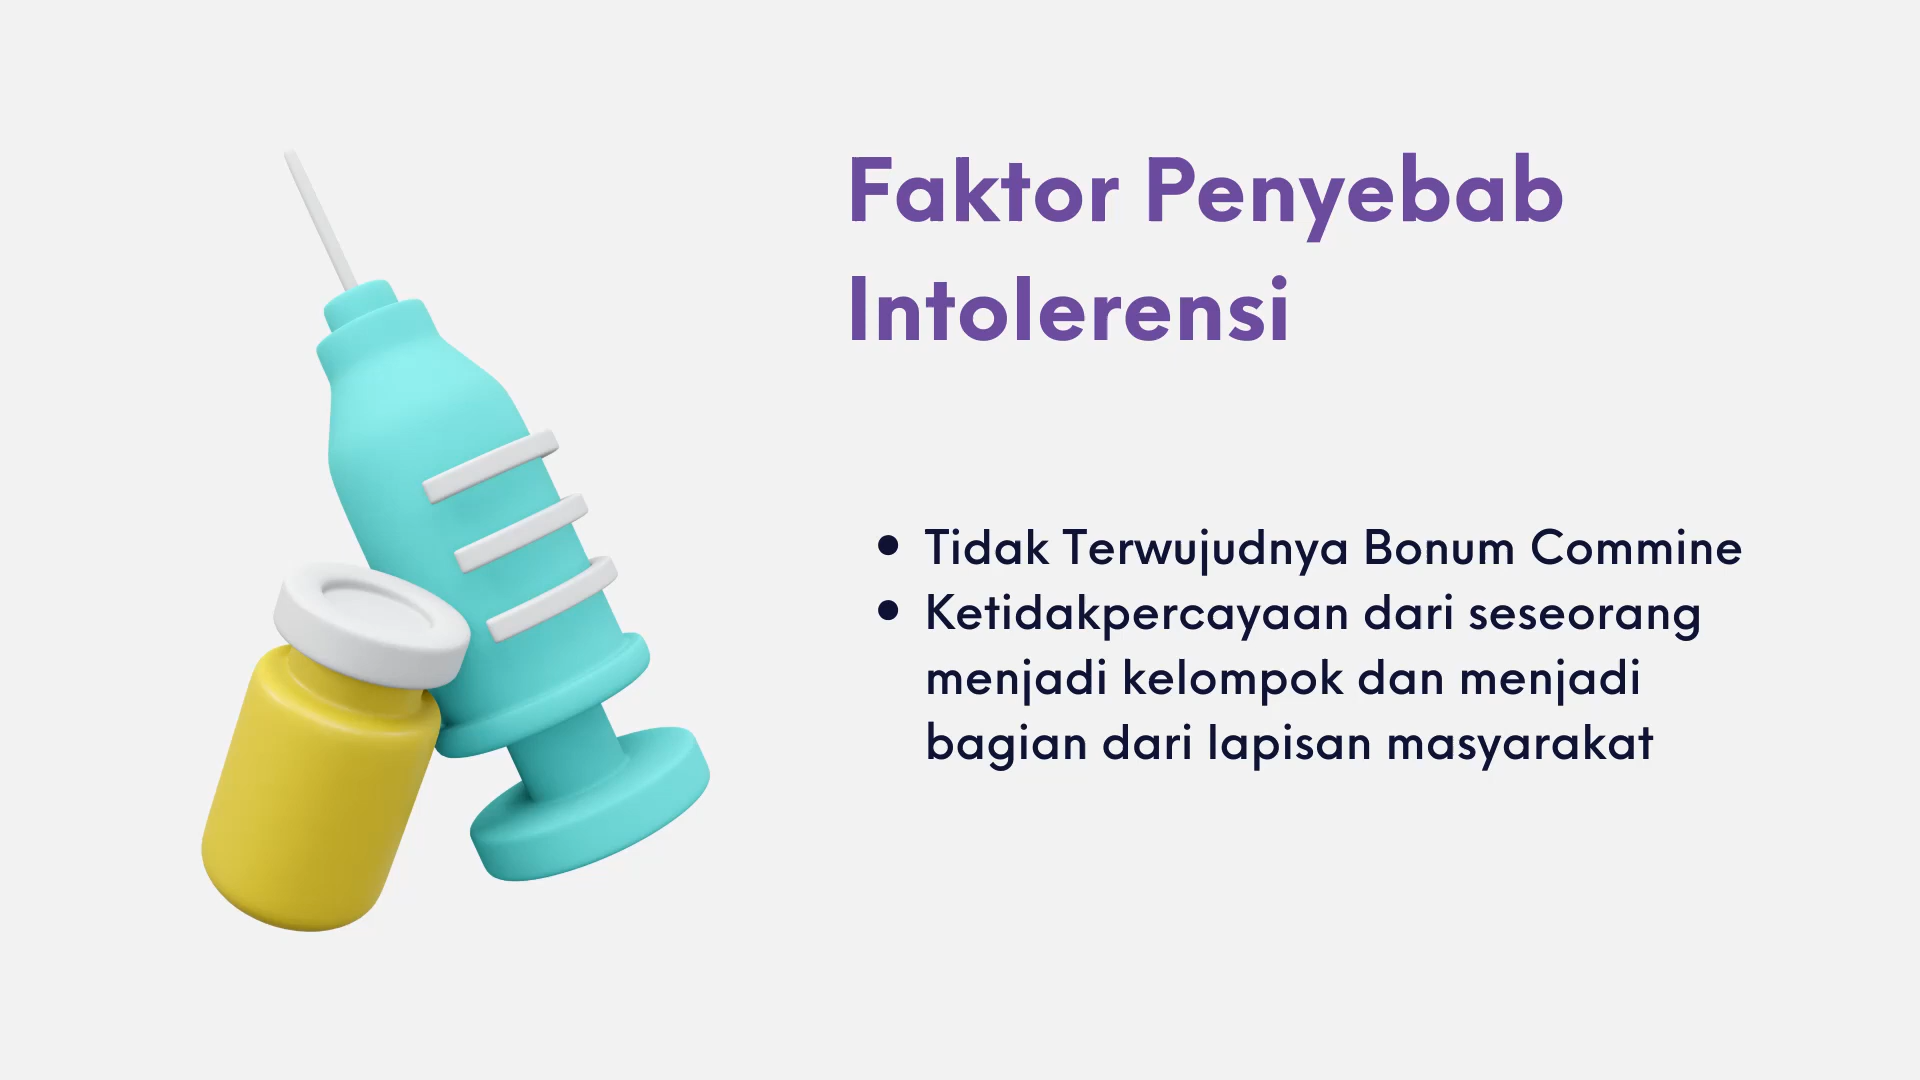 Faktor Penyebab
Intolerensi
• Tidak Terwujudnya Bonum Commine
• Ketidakpercayaan dari seseorang
menjadi kelompok dan menjadi
bagian dari lapisan masyarakat